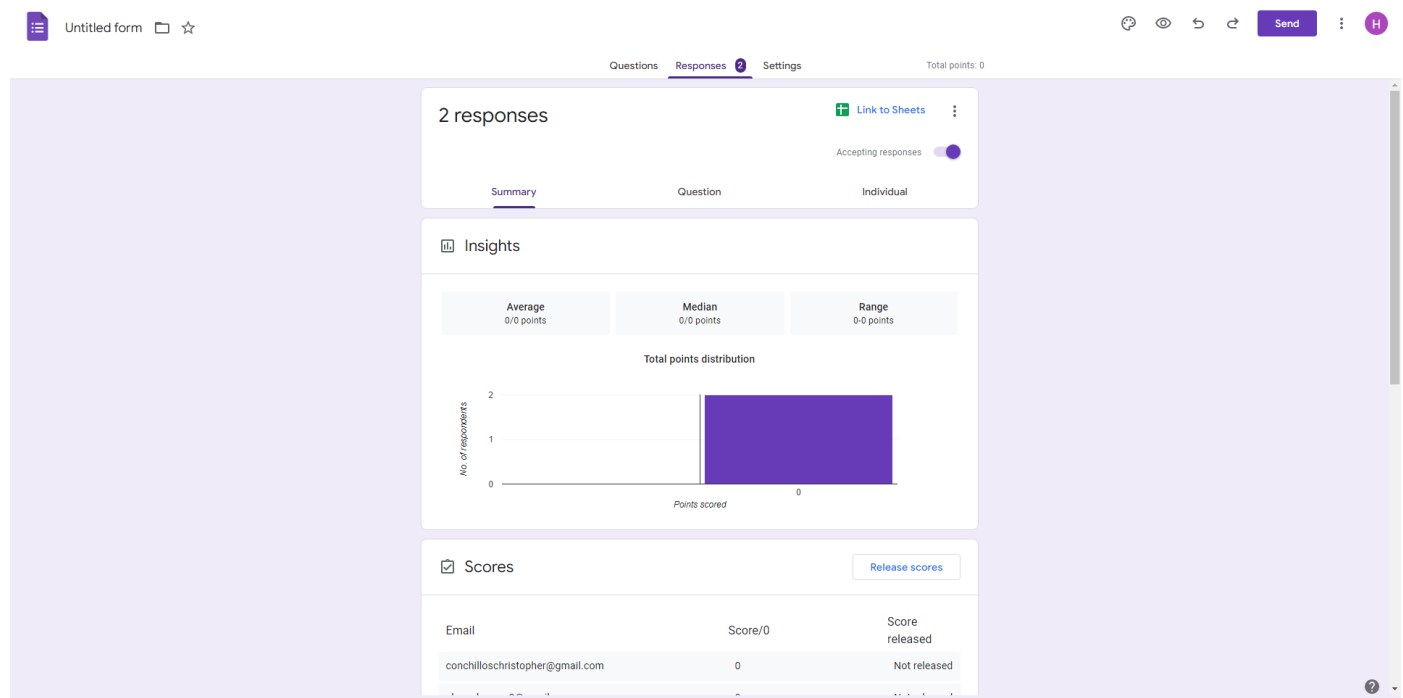 Untitled form
Send
H
Questions Responses 2 Settings Total points: 0
2 responses
Link to Sheets
Accepting responses
Summary Question Individual
Insights
Average Median Range
0/0 points 0/0 points 0-0 points
Total points distribution
No. of respondents
2
1
0
0
Points scored
Scores
Release scores
Email Score/0 Score released
conchilloschristopher@gmail.com 0 Not released